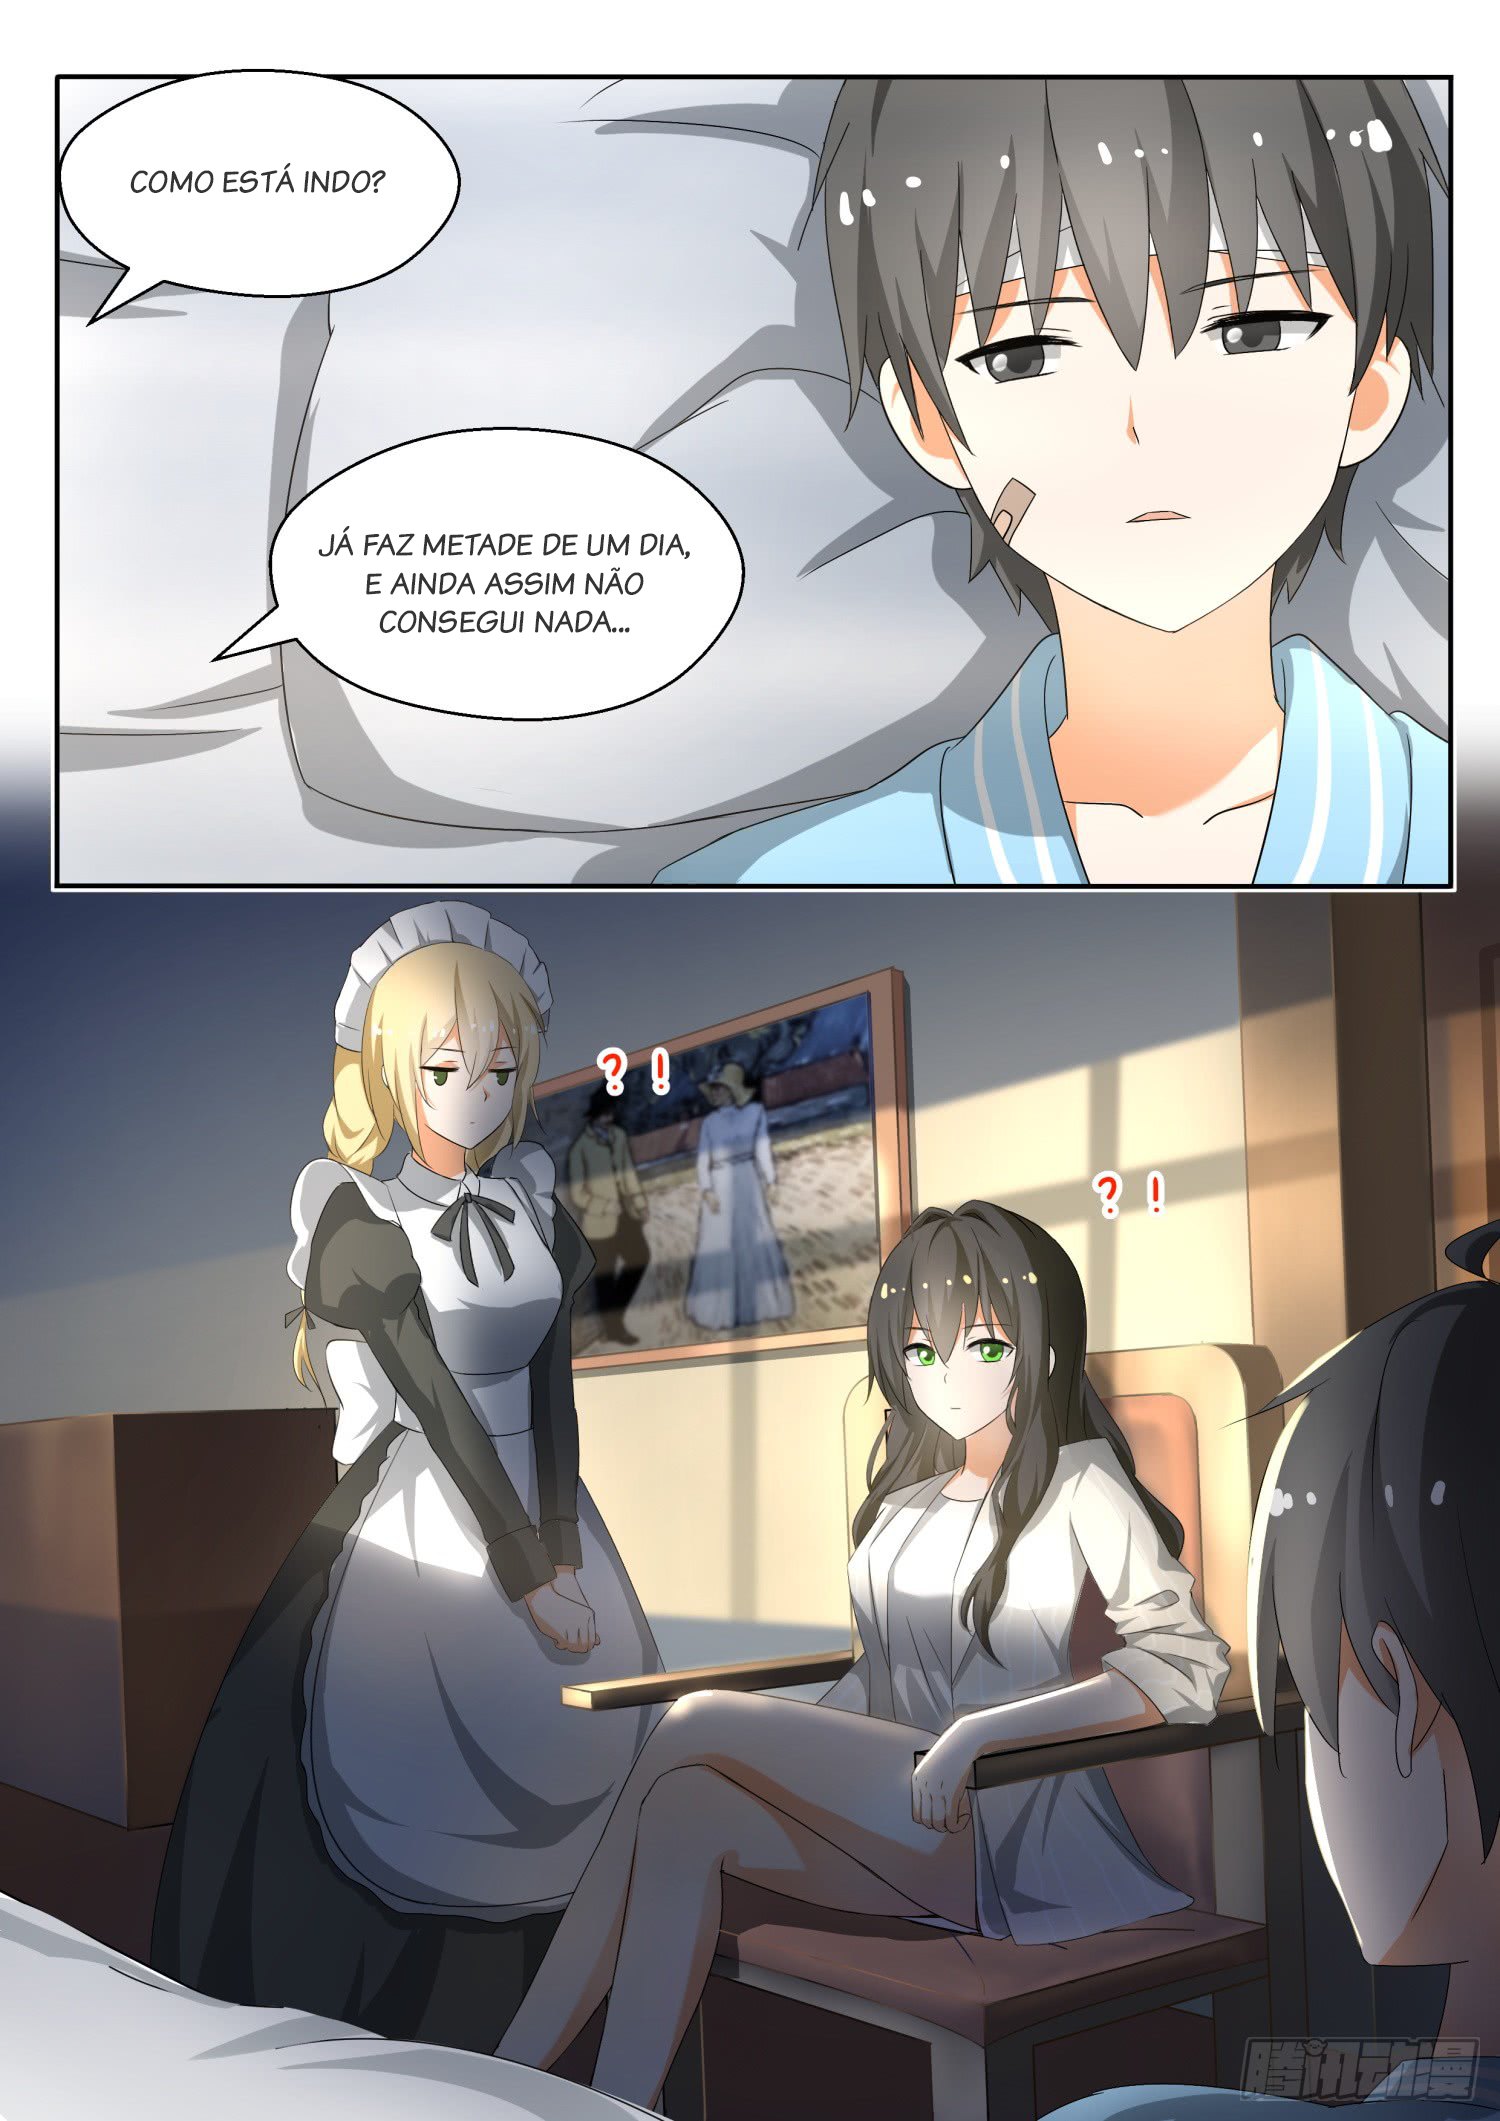 COMO ESTÁ INDO?
JÁ FAZ METADE DE UM DIA,
E AINDA ASSIM NÃO
CONSEGUI NADA...
? !
? !
腾讯动漫